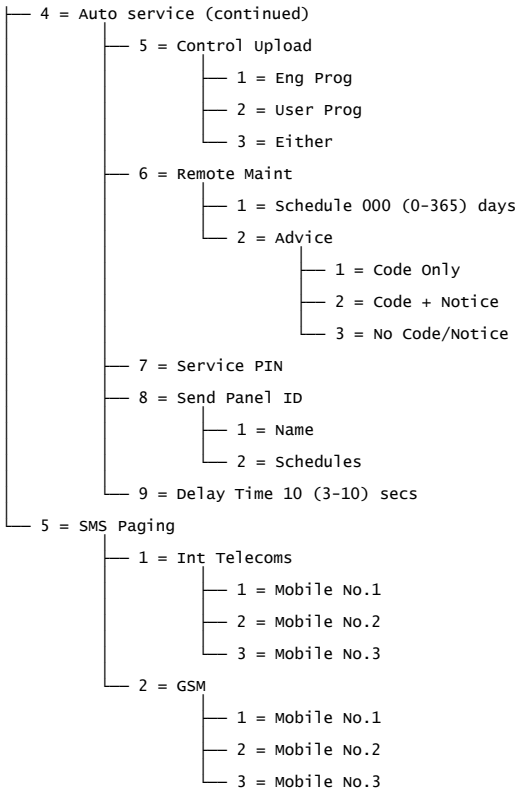 4 = Auto service (continued)
5 = Control Upload
1 = Eng Prog
2 = User Prog
3 = Either
6 = Remote Maint
1 = Schedule 000 (0-365) days
2 = Advice
1 = Code Only
2 = Code + Notice
3 = No Code/Notice
7 = Service PIN
8 = Send Panel ID
1 = Name
2 = Schedules
9 = Delay Time 10 (3-10) secs
5 = SMS Paging
1 = Int Telecoms
1 = Mobile No.1
2 = Mobile No.2
3 = Mobile No.3
2 = GSM
1 = Mobile No.1
2 = Mobile No.2
3 = Mobile No.3